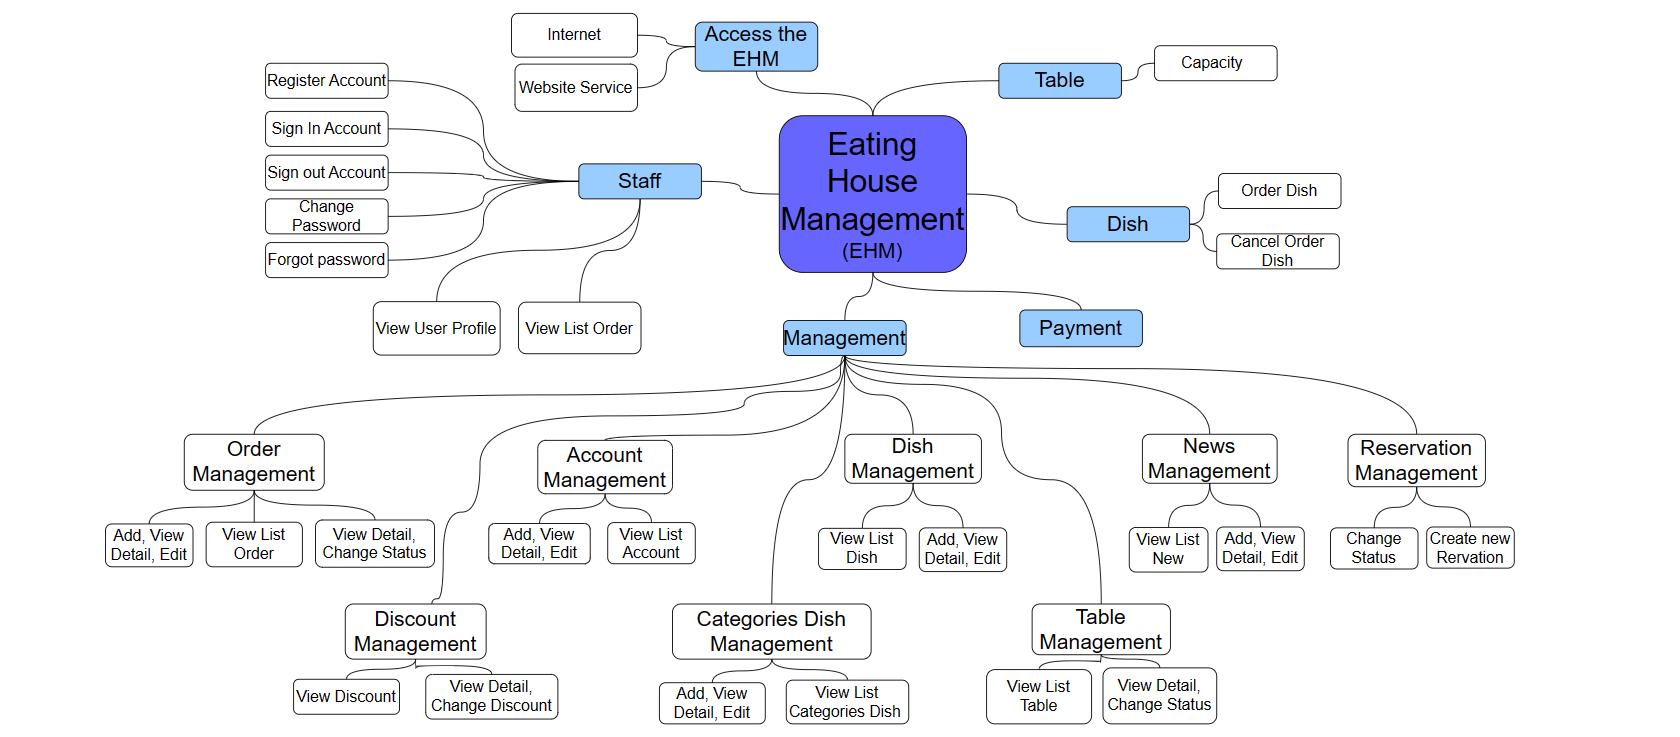 Internet
Website Service
Access the
EHM
Table
Capacity
Register Account
Sign In Account
Sign out Account
Change
Password
Forgot password
Staff
Eating
House
Management
(EHM)
Dish
Order Dish
Cancel Order
Dish
View User Profile
View List Order
Management
Payment
Order
Management
Account
Management
Dish
Management
News
Management
Reservation
Management
Add, View
Detail, Edit
View List
Order
View Detail,
Change Status
Add, View
Detail, Edit
View List
Account
View List
Dish
Add, View
Detail, Edit
View List
New
Add, View
Detail, Edit
Change
Status
Create new
Rervation
Discount
Management
Categories Dish
Management
Table
Management
View Discount
View Detail,
Change Discount
Add, View
Detail, Edit
View List
Categories Dish
View List
Table
View Detail,
Change Status